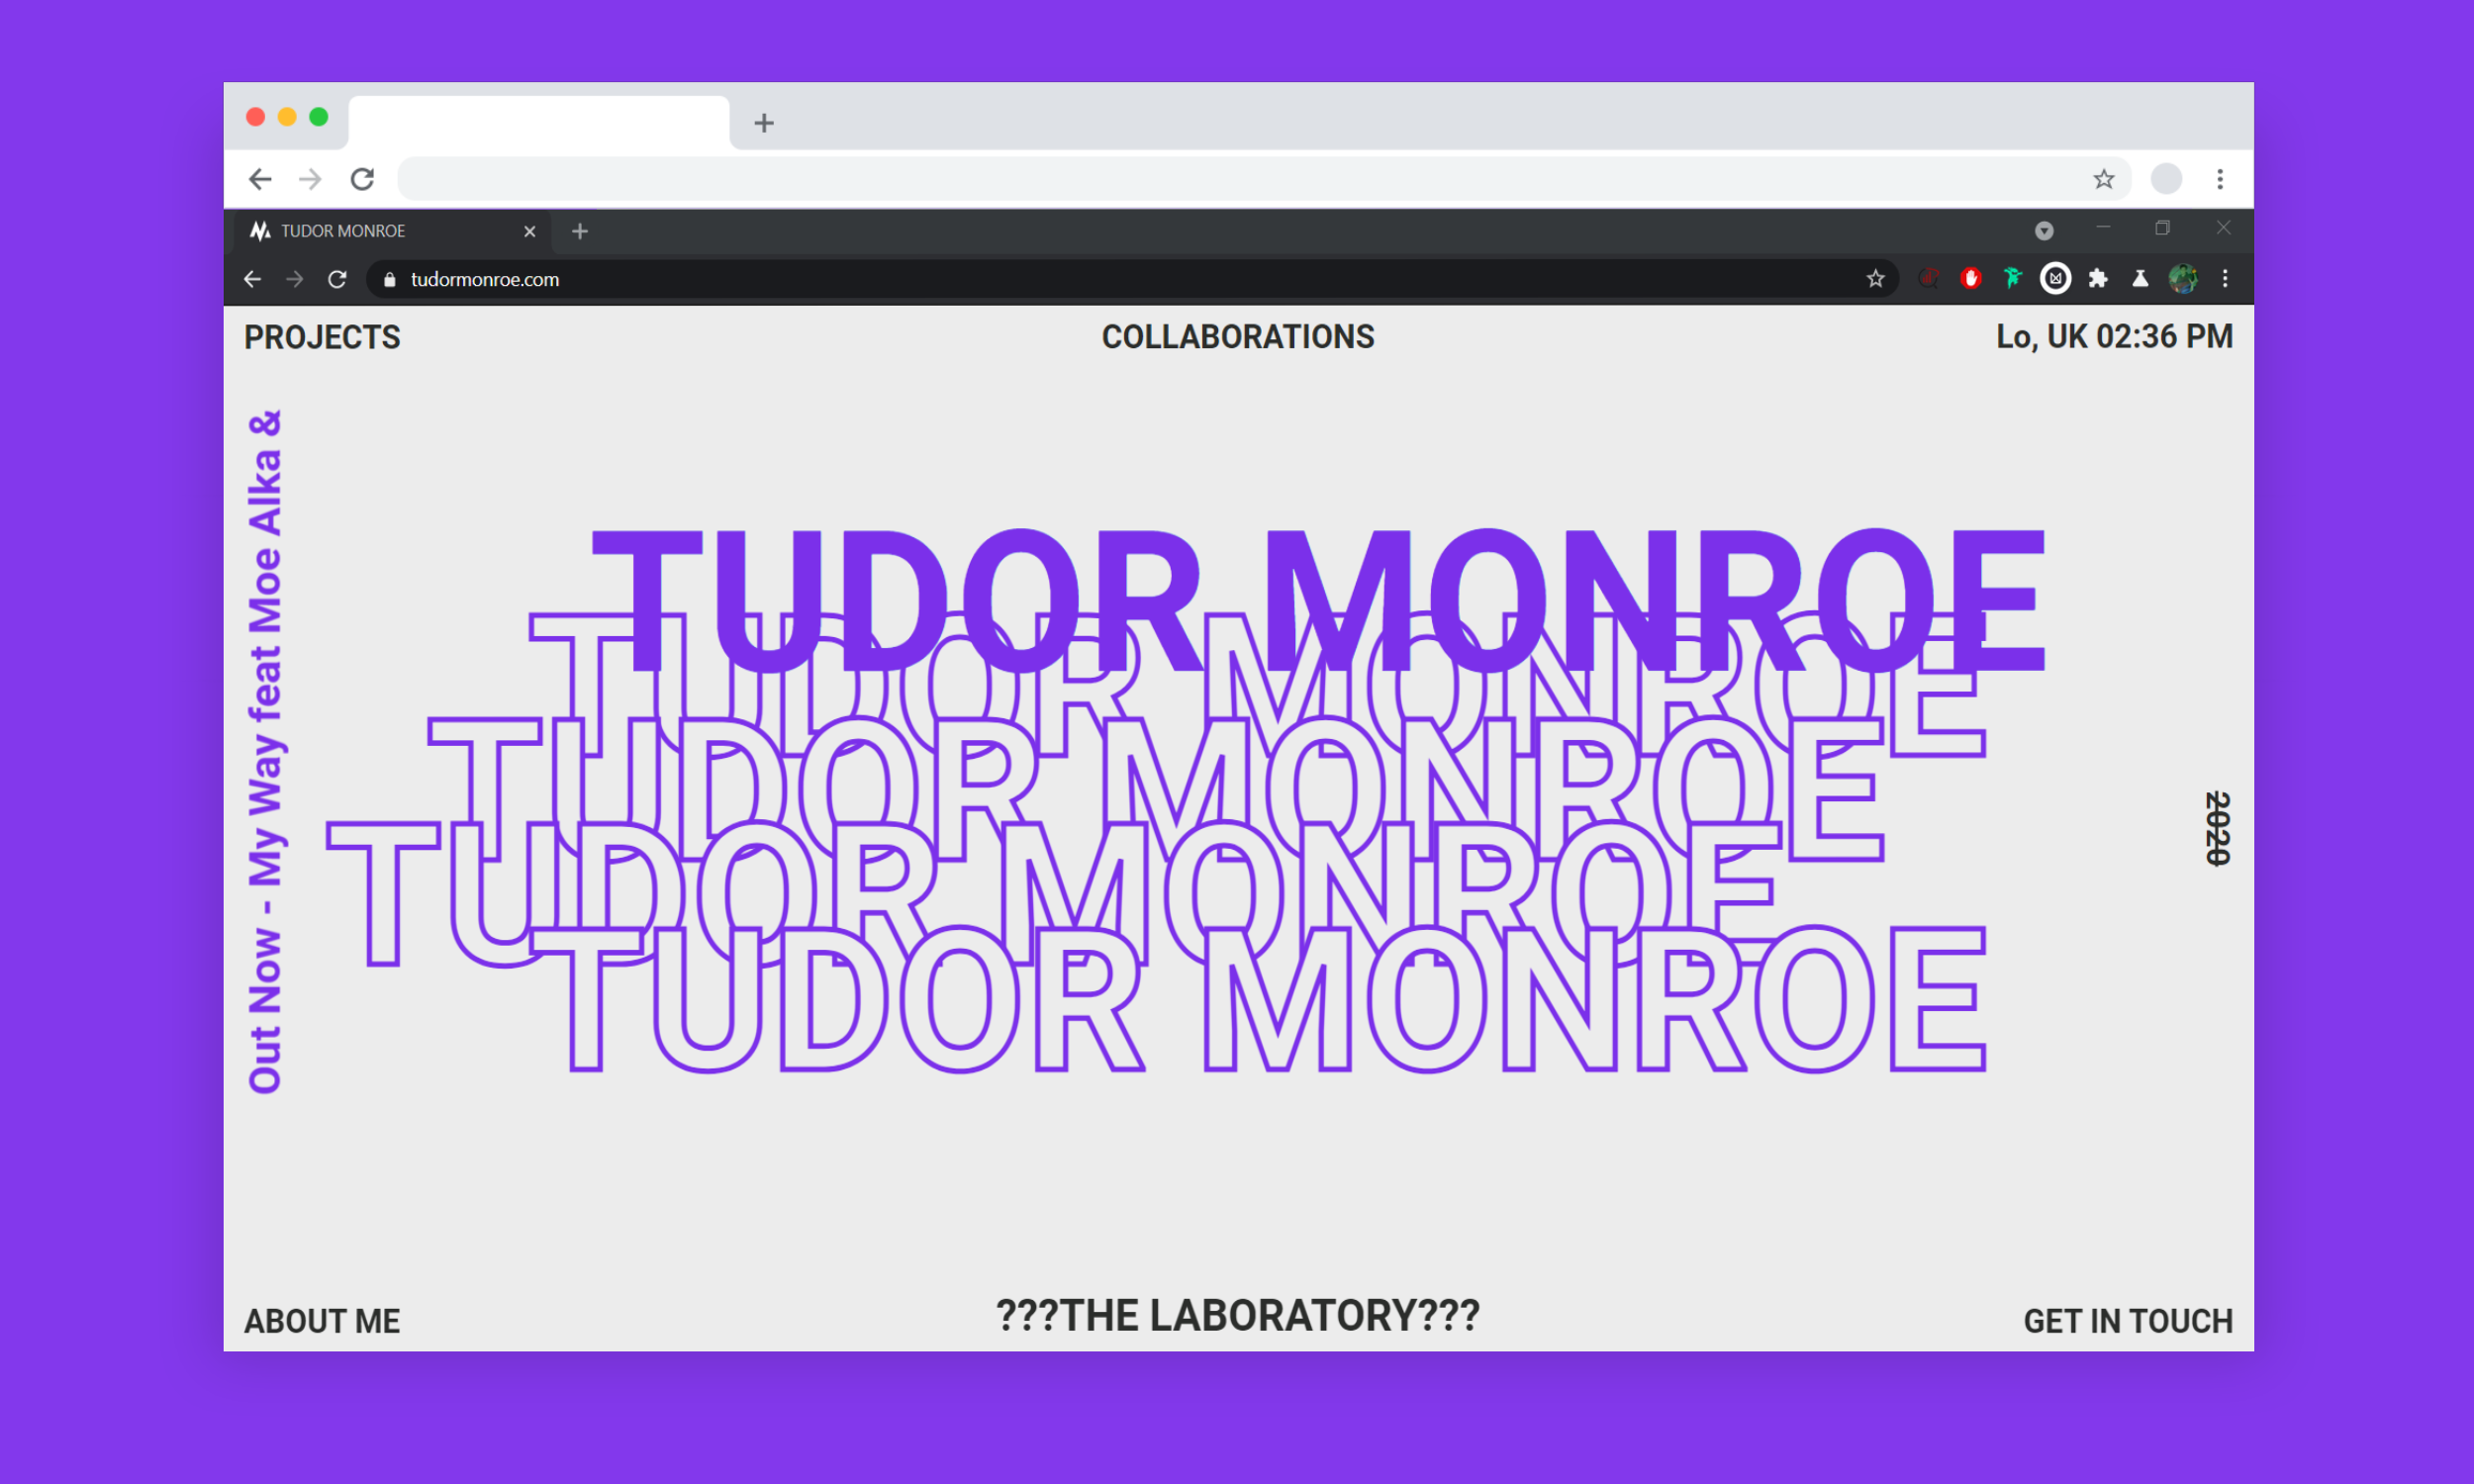 TUDOR MONROE
tudormonroe.com
PROJECTS
COLLABORATIONS
Lo, UK 02:36 PM
Out Now - My Way feat Moe Alka &
TUDOR MONROE
TUDOR MONROE
TUDOR MONROE
TUDOR MONROE
TUDOR MONROE
2020
ABOUT ME
???THE LABORATORY???
GET IN TOUCH